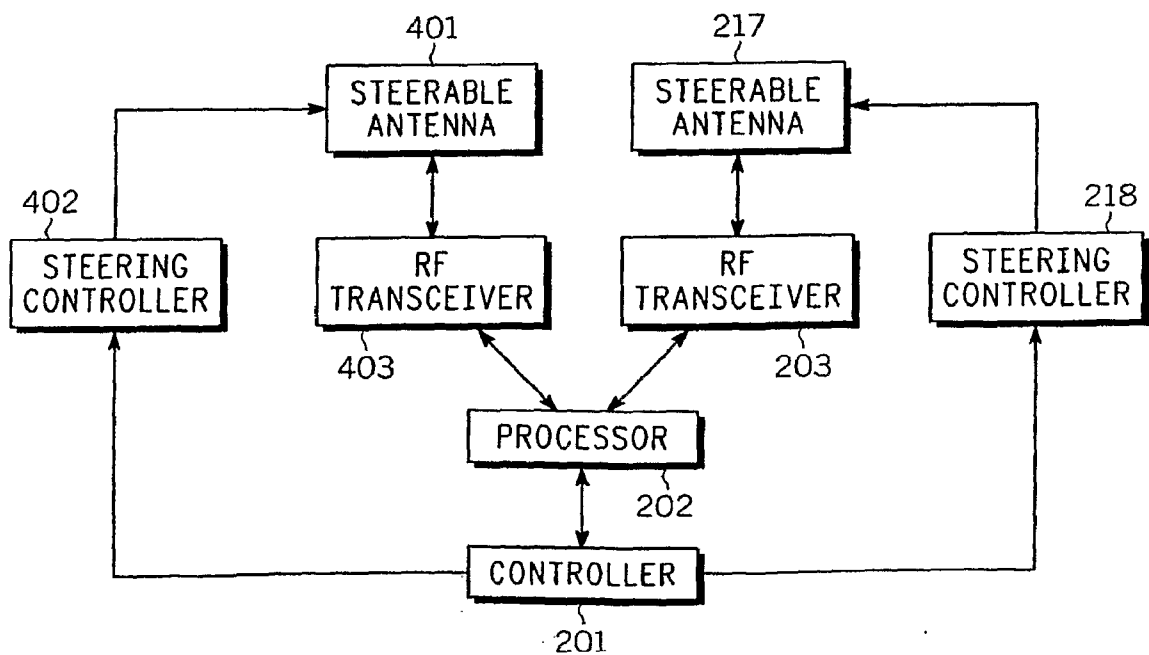 401
217
STEERABLE
ANTENNA
STEERABLE
ANTENNA
402
218
STEERING
CONTROLLER
RF
TRANSCEIVER
RF
TRANSCEIVER
STEERING
CONTROLLER
403
203
PROCESSOR
202
CONTROLLER
201